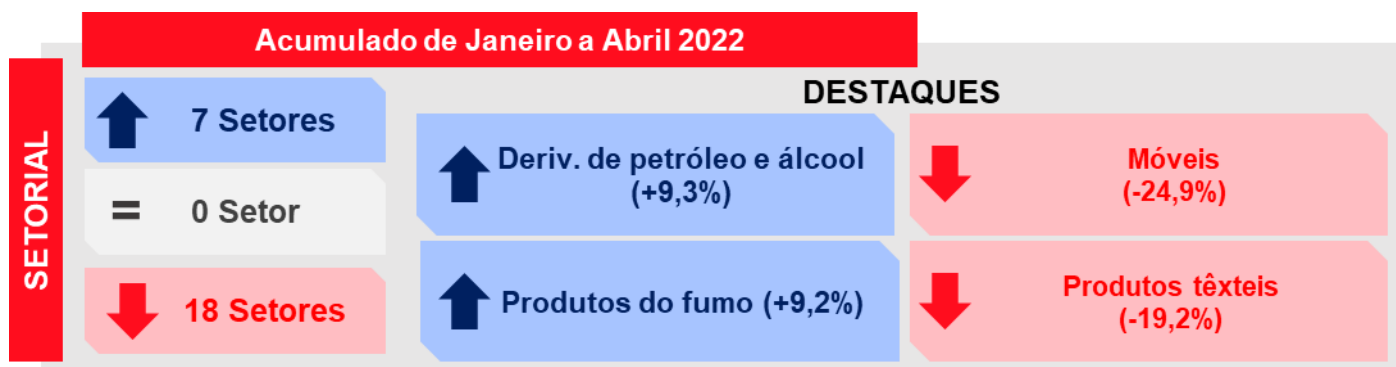 Acumulado de Janeiro a Abril 2022
SETORIAL
7 Setores
=
0 Setor
18 Setores
DESTAQUES
Deriv. de petróleo e álcool
(+9,3%)
Móveis
(-24,9%)
Produtos do fumo (+9,2%)
Produtos têxteis
(-19,2%)